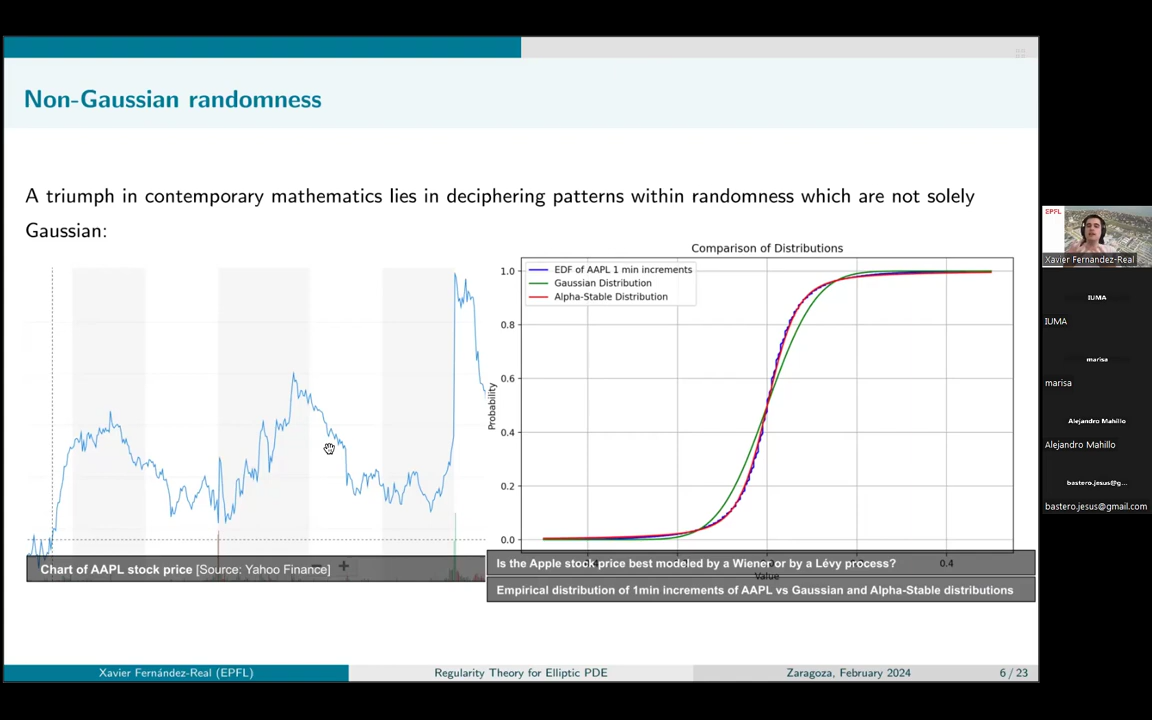 Non-Gaussian randomness
A triumph in contemporary mathematics lies in deciphering patterns within randomness which are not solely
Gaussian:
Comparison of Distributions
EDF of AAPL 1 min increments
Gaussian Distribution
Alpha-Stable Distribution
1.0
0.8
0.6
0.4
0.2
0.0
Probability
0.4
Value
Chart of AAPL stock price [Source: Yahoo Finance]
Is the Apple stock price best modeled by a Wiener or by a Lévy process?
Empirical distribution of 1min increments of AAPL vs Gaussian and Alpha-Stable distributions
Xavier Fernández-Real (EPFL)
Regularity Theory for Elliptic PDE
Zaragoza, February 2024
6 / 23
EPFL
Xavier Fernandez-Real
IUMA
IUMA
marisa
marisa
Alejandro Mahillo
Alejandro Mahillo
bastero.jesus@g...
bastero.jesus@gmail.com